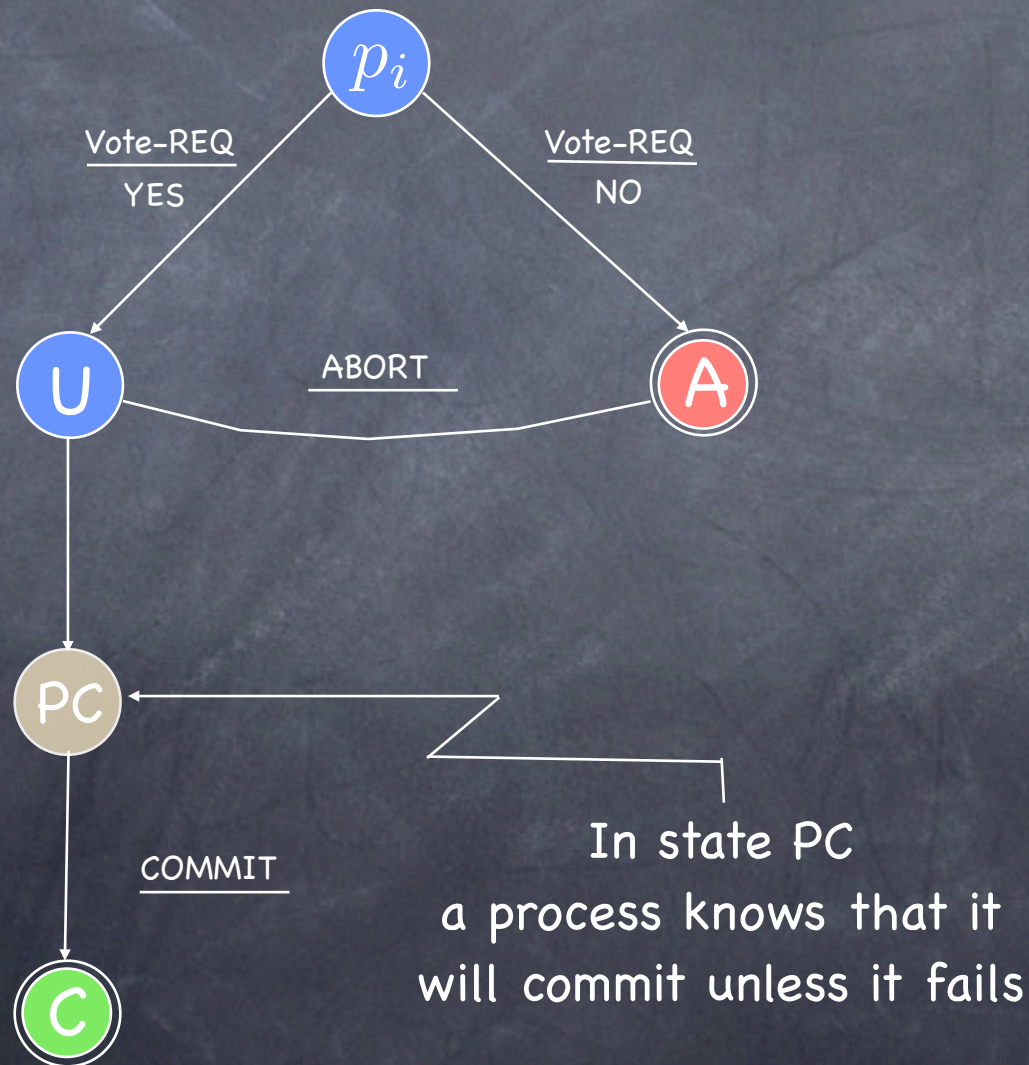 pᵢ
Vote-REQ
YES
Vote-REQ
NO
U
ABORT
A
PC
COMMIT
C
In state PC
a process knows that it
will commit unless it fails